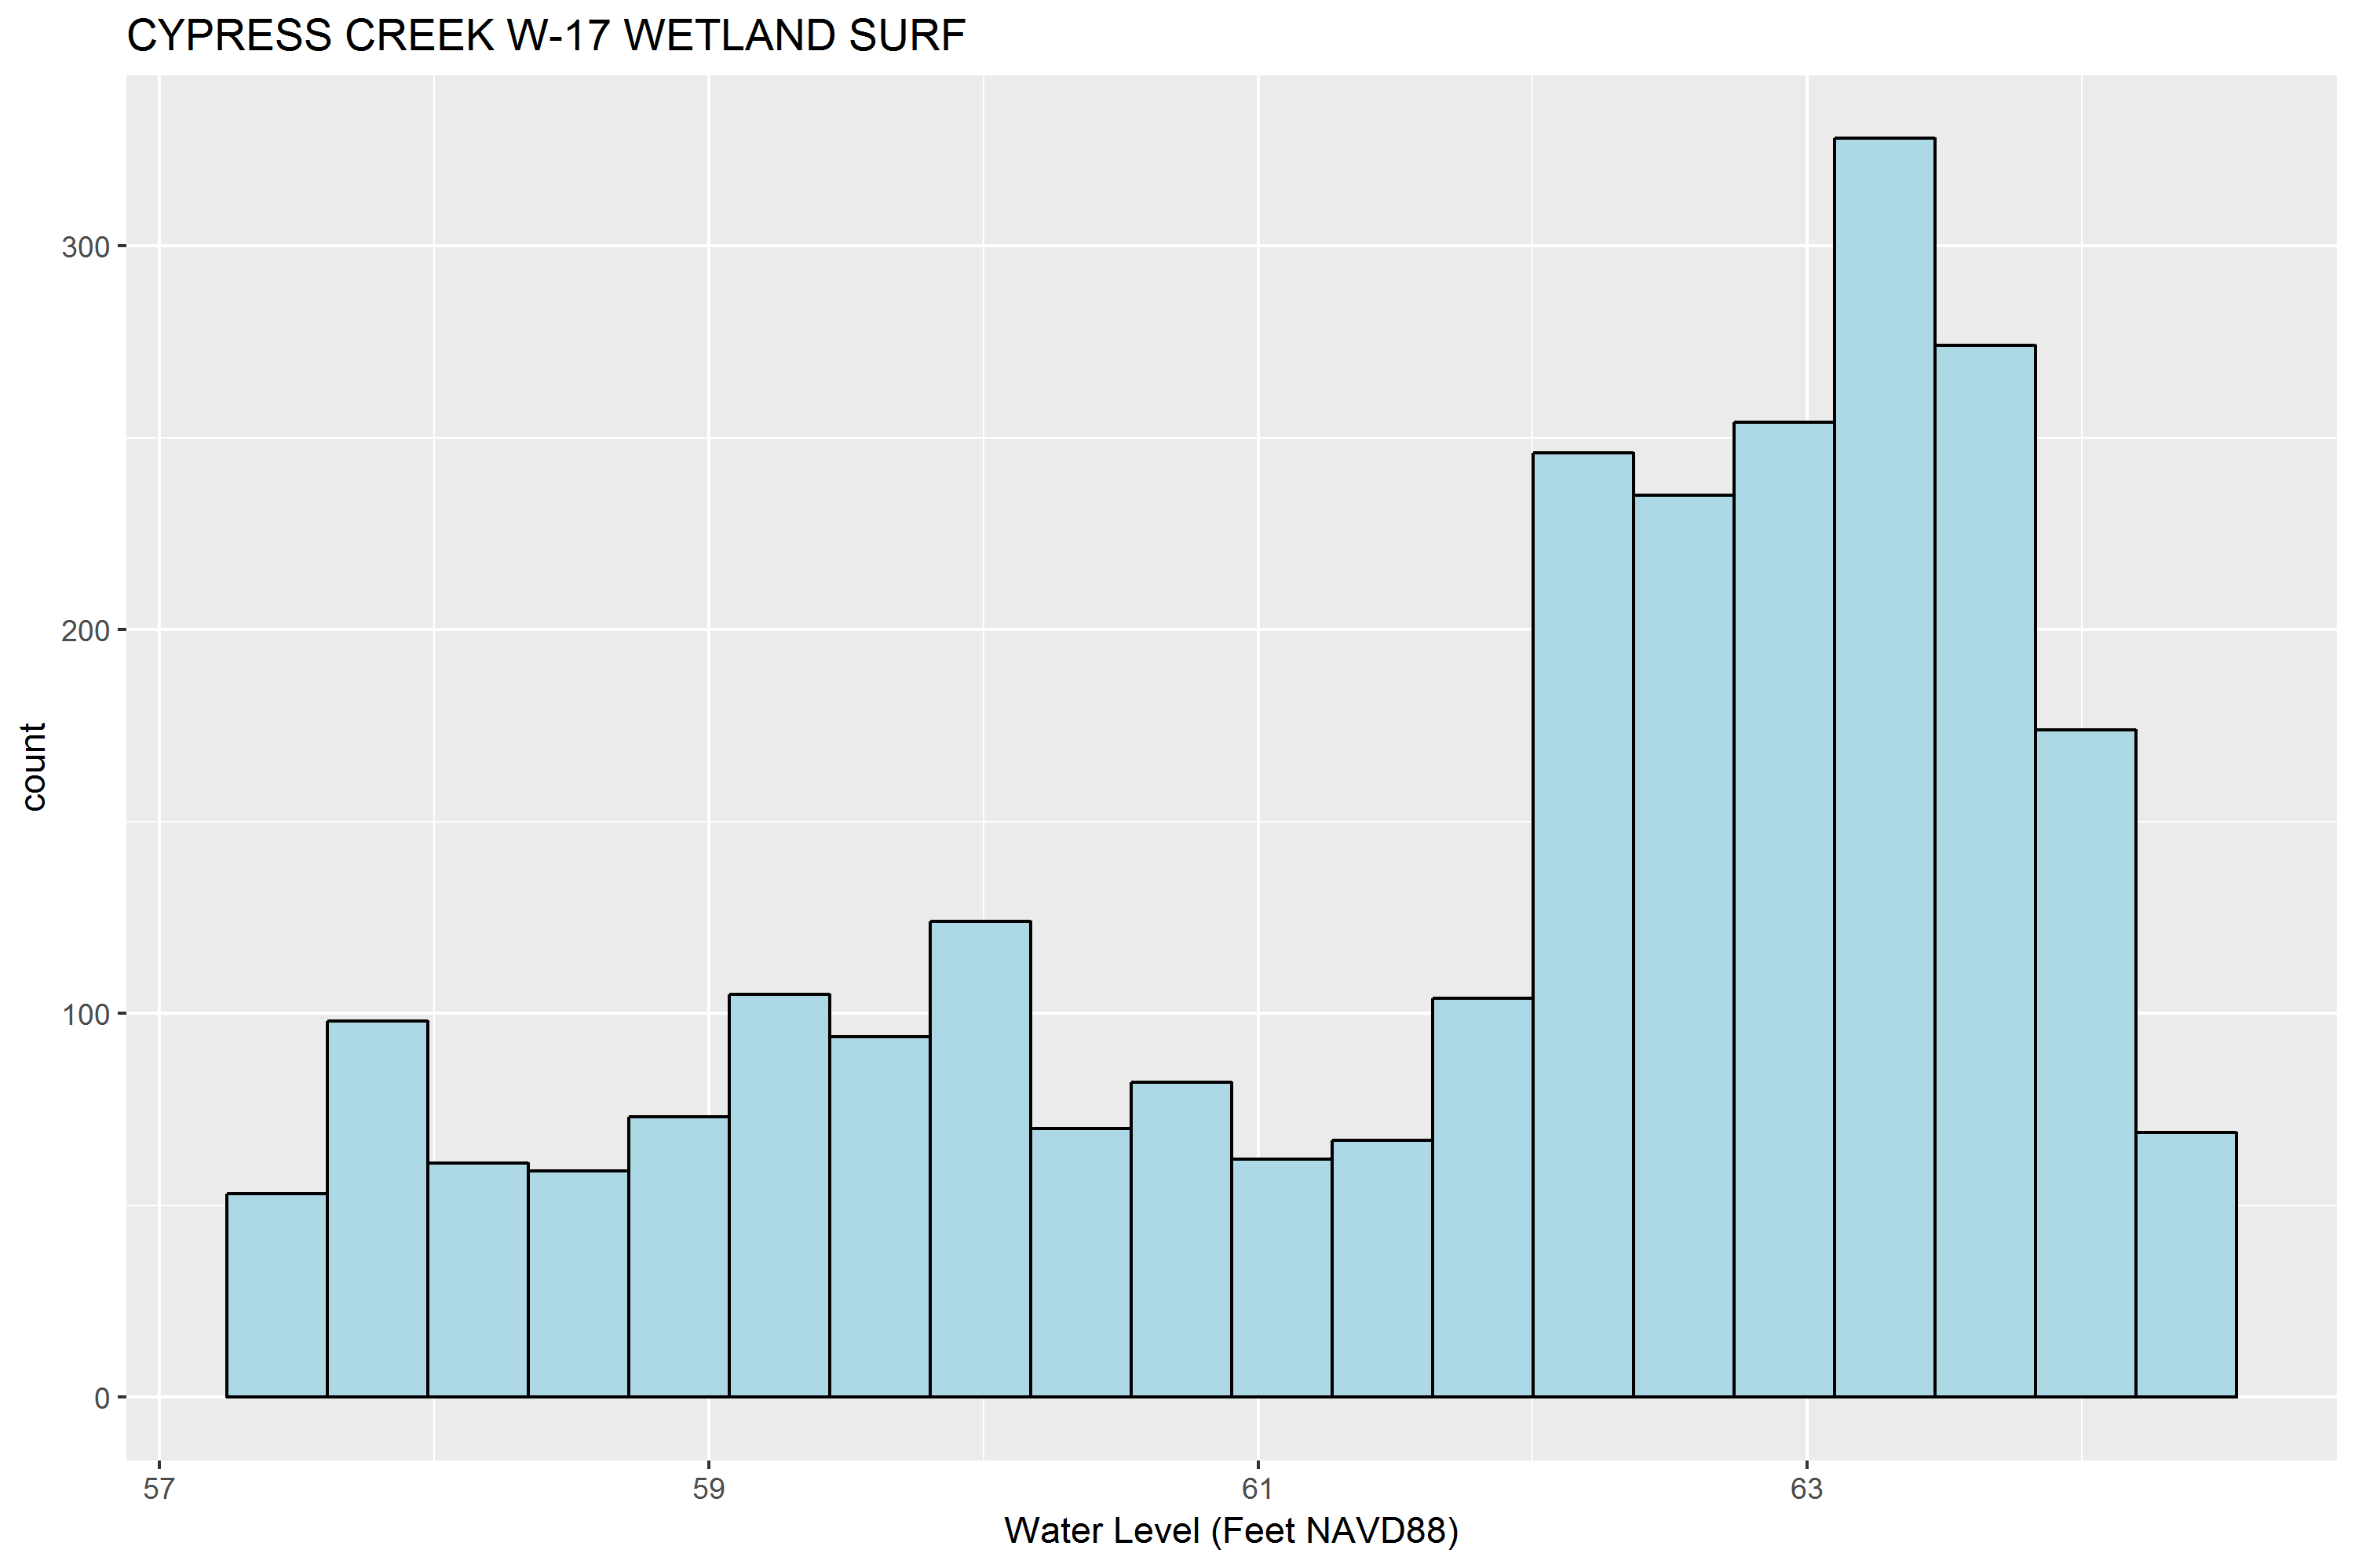 CYPRESS CREEK W-17 WETLAND SURF
300
200
100
0
count
57 59 61 63
Water Level (Feet NAVD88)